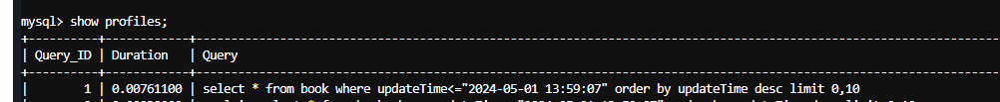 mysql> show profiles;
+----------+------------+
| Query_ID | Duration | Query
+----------+------------+
| 1 | 0.00761100 | select * from book where updateTime<="2024-05-01 13:59:07" order by updateTime desc limit 0,10